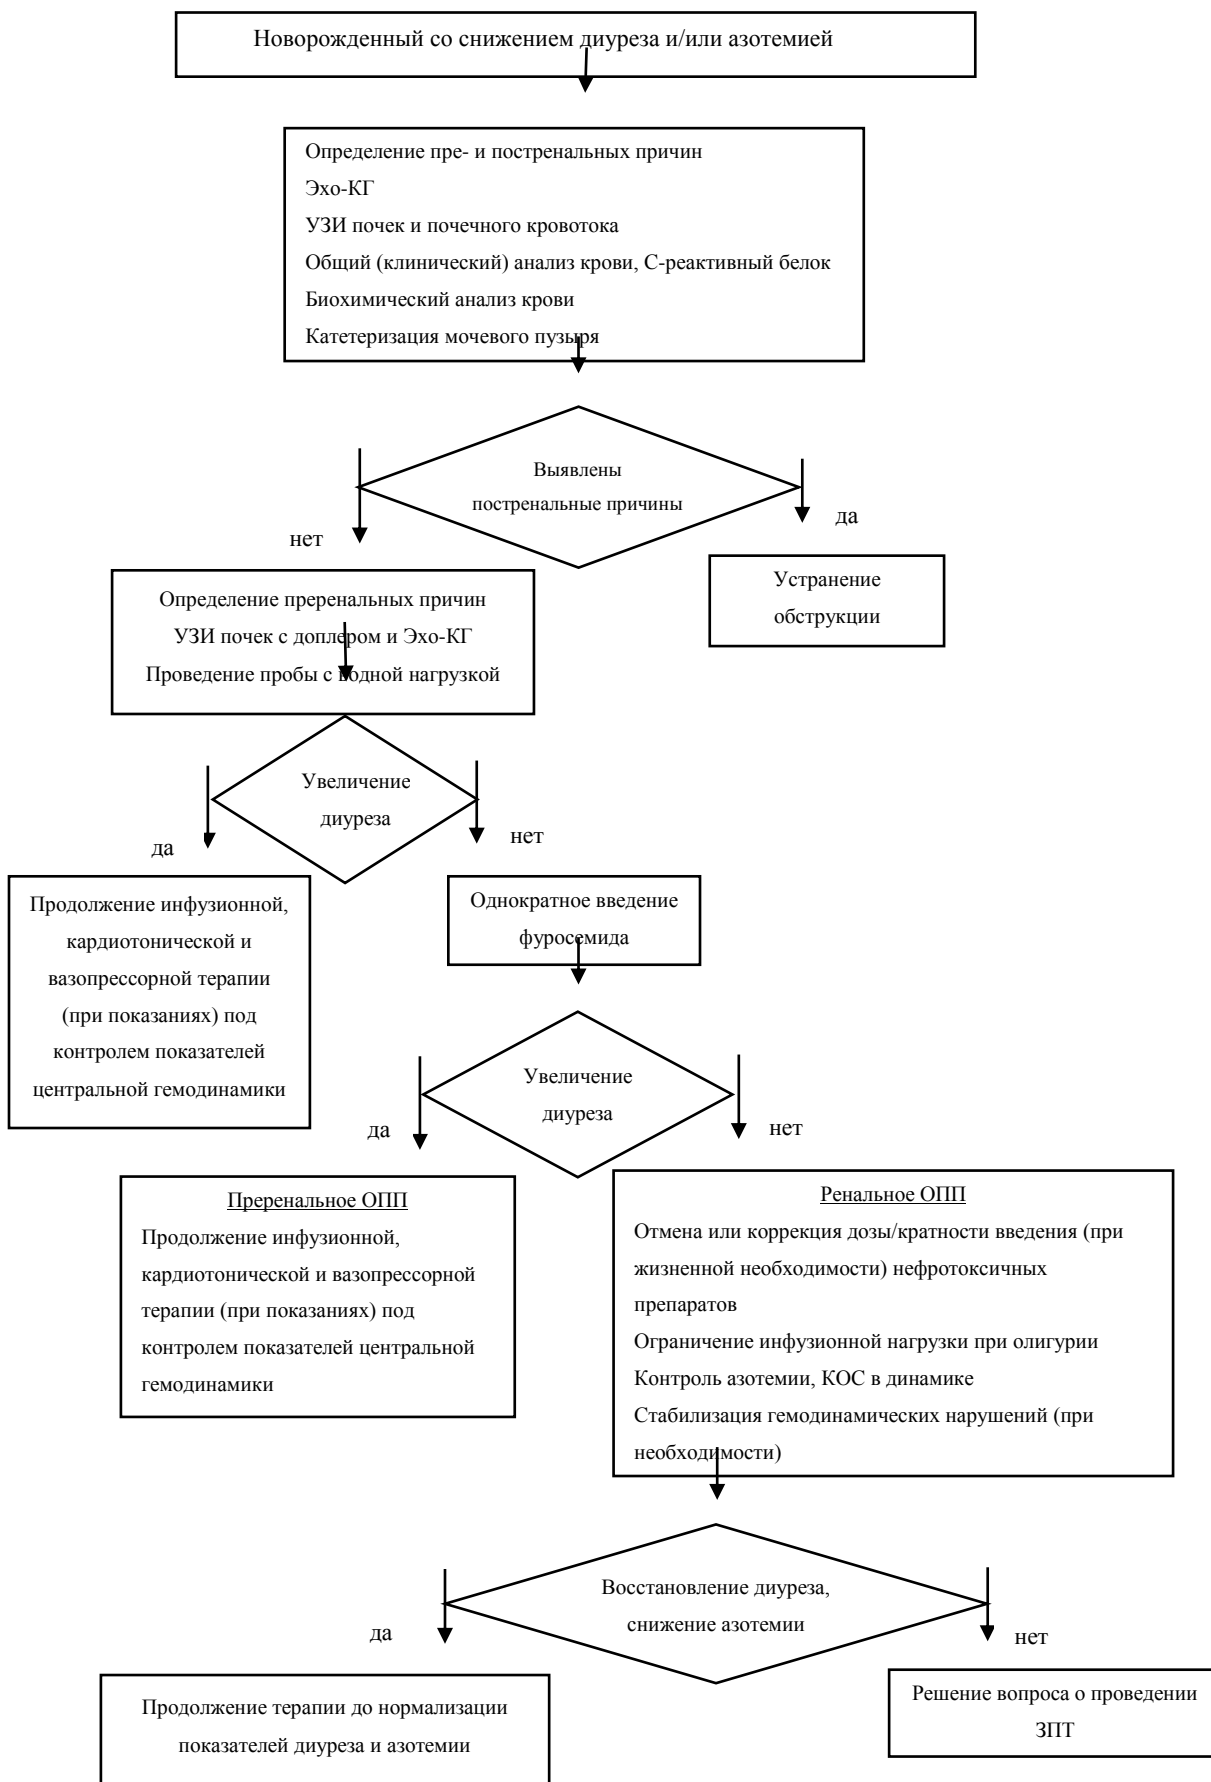 Новорожденный со снижением диуреза и/или азотемией
Определение пре- и постренальных причин
Эхо-КГ
УЗИ почек и почечного кровотока
Общий (клинический) анализ крови, С-реактивный белок
Биохимический анализ крови
Катетеризация мочевого пузыря
Выявлены
постренальные причины
нет
да
Определение преренальных причин
УЗИ почек с доплером и Эхо-КГ
Проведение пробы с водной нагрузкой
Устранение
обструкции
Увеличение
диуреза
да
нет
Продолжение инфузионной,
кардиотонической и
вазопрессорной терапии
(при показаниях) под
контролем показателей
центральной гемодинамики
Однократное введение
фуросемида
Увеличение
диуреза
да
нет
Преренальное ОПП
Продолжение инфузионной,
кардиотонической и вазопрессорной
терапии (при показаниях) под
контролем показателей центральной
гемодинамики
Ренальное ОПП
Отмена или коррекция дозы/кратности введения (при
жизненной необходимости) нефротоксичных
препаратов
Ограничение инфузионной нагрузки при олигурии
Контроль азотемии, КОС в динамике
Стабилизация гемодинамических нарушений (при
необходимости)
Восстановление диуреза,
снижение азотемии
да
нет
Продолжение терапии до нормализации
показателей диуреза и азотемии
Решение вопроса о проведении
ЗПТ